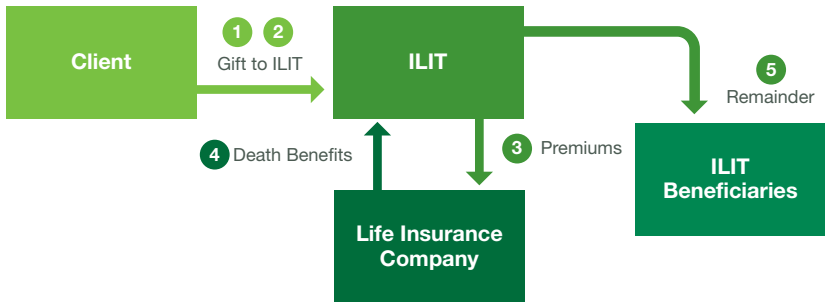 Client
1 2
Gift to ILIT
ILIT
5
Remainder
4 Death Benefits
3 Premiums
ILIT
Beneficiaries
Life Insurance
Company